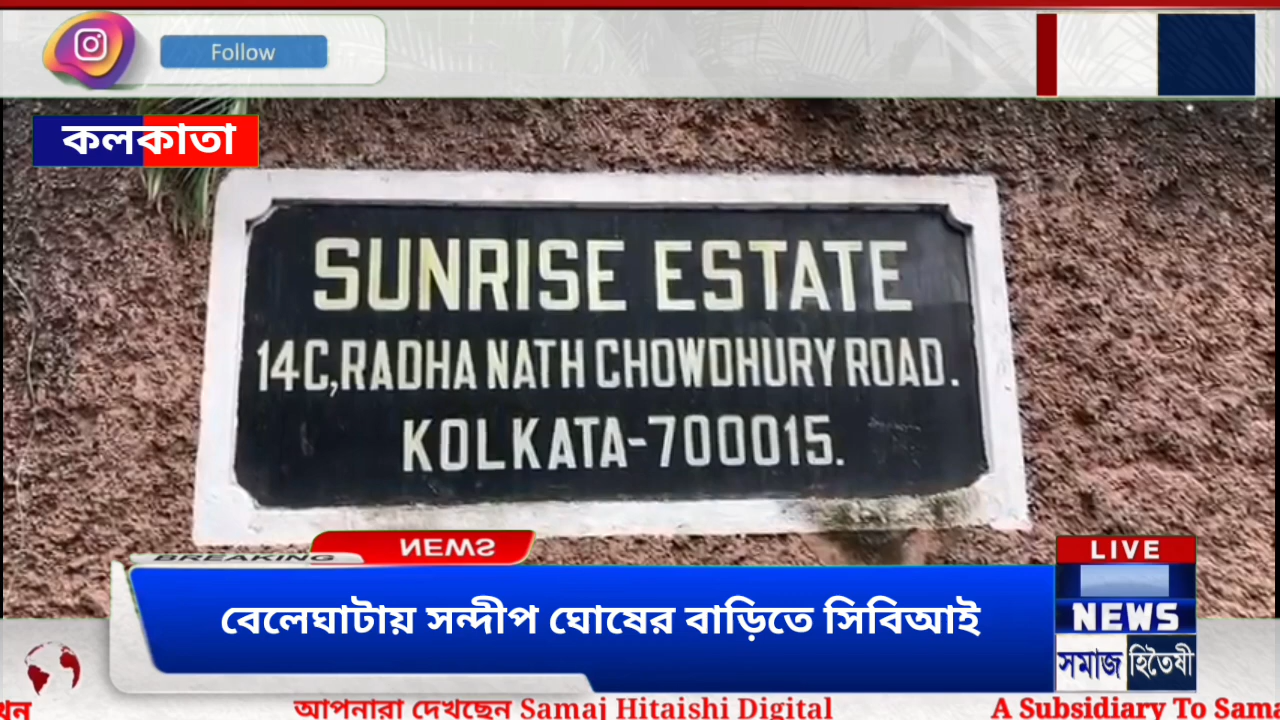 Follow
কলকাতা
SUNRISE ESTATE
14C,RADHA NATH CHOWDHURY ROAD.
KOLKATA-700015.
BREAKING
NEWS
বেলেঘাটায় সন্দীপ ঘোষের বাড়িতে সিবিআই
LIVE
NEWS
সমাজ হিতৈষী
আপনারা দেখছেন Samaj Hitaishi Digital
A Subsidiary To